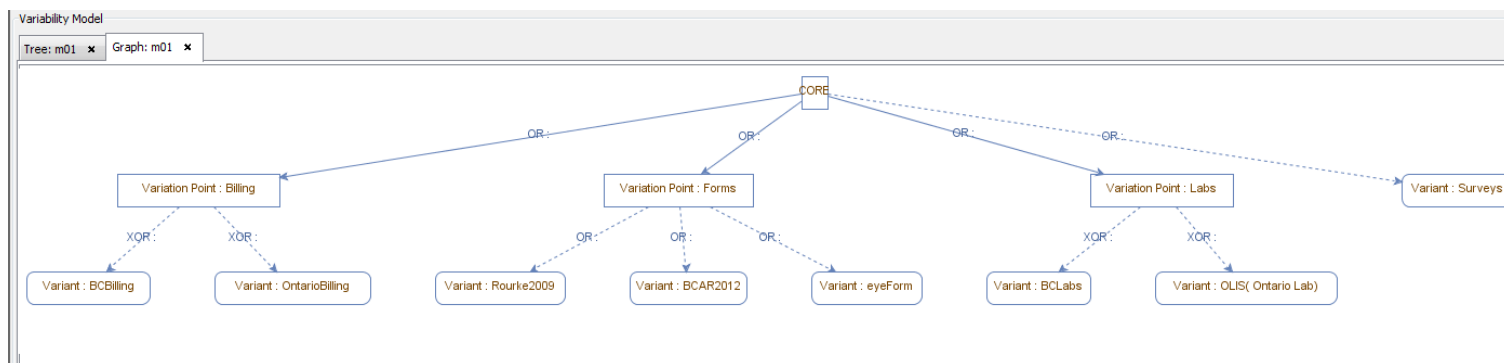 Variability Model
Tree: m01 ×
Graph: m01 ×
CORE
OR :
OR :
OR :
OR :
Variation Point : Billing
Variation Point : Forms
Variation Point : Labs
Variant : Surveys
XOR :
XOR :
OR :
OR :
OR :
XOR :
XOR :
Variant : BCBilling
Variant : OntarioBilling
Variant : Rourke2009
Variant : BCAR2012
Variant : eyeForm
Variant : BCLabs
Variant : OLIS( Ontario Lab)